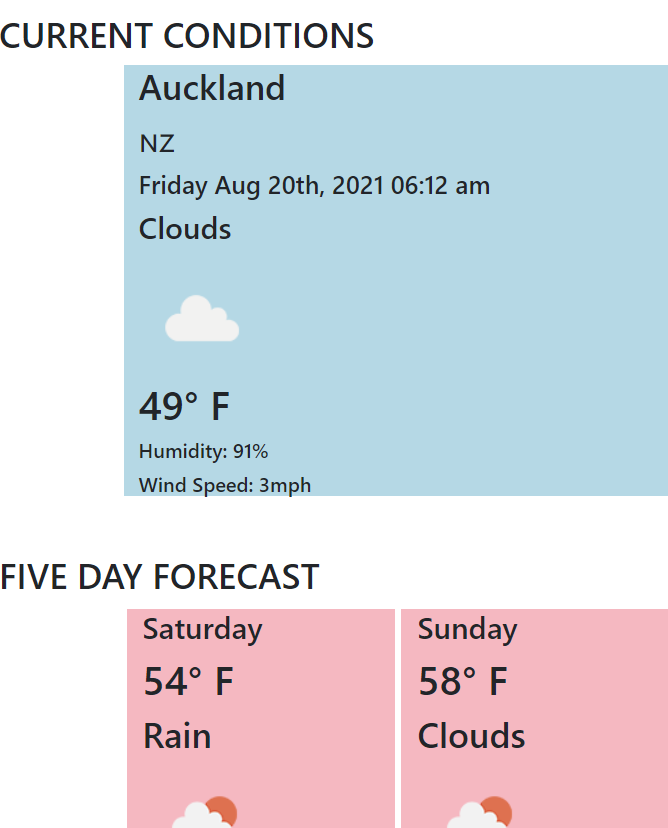 CURRENT CONDITIONS
Auckland
NZ
Friday Aug 20th, 2021 06:12 am
Clouds
49° F
Humidity: 91%
Wind Speed: 3mph
FIVE DAY FORECAST
Saturday
54° F
Rain
Sunday
58° F
Clouds